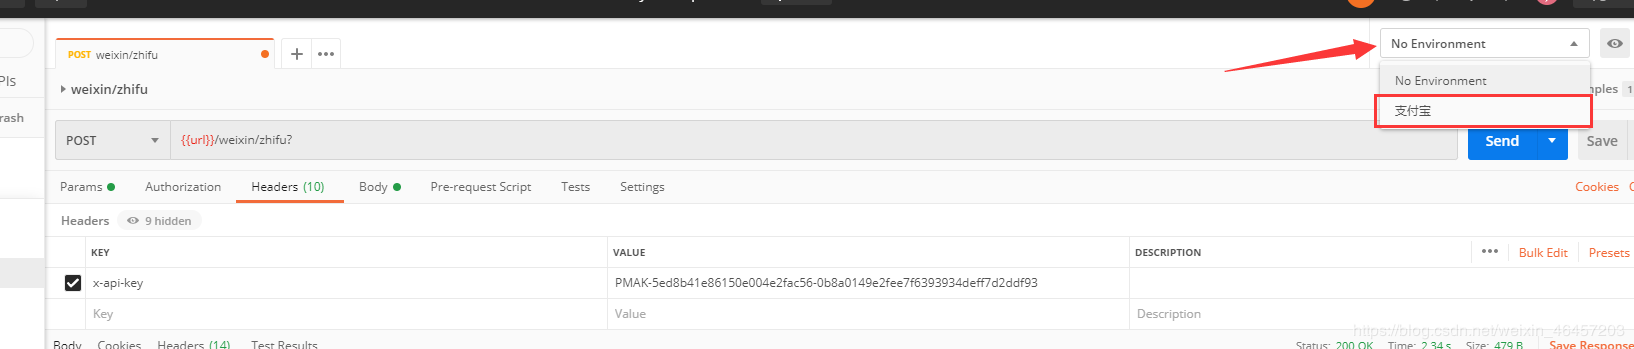 POST weixin/zhifu
No Environment
PIs
weixin/zhifu
No Environment
nples 1
rash
支付宝
POST {{url}}/weixin/zhifu?
Send Save
Params Authorization Headers (10) Body Pre-request Script Tests Settings Cookies
Headers 9 hidden
KEY VALUE DESCRIPTION ••• Bulk Edit Presets
x-api-key PMAK-5ed8b41e86150e004e2fac56-0b8a0149e2fee7f6393934deff7d2ddf93
Key Value Description
https://blog.csdn.net/weixin_46457203
Body Cookies Headers (14) Test Results Status: 200 OK Time: 2.34 s Size: 479 B Save Response